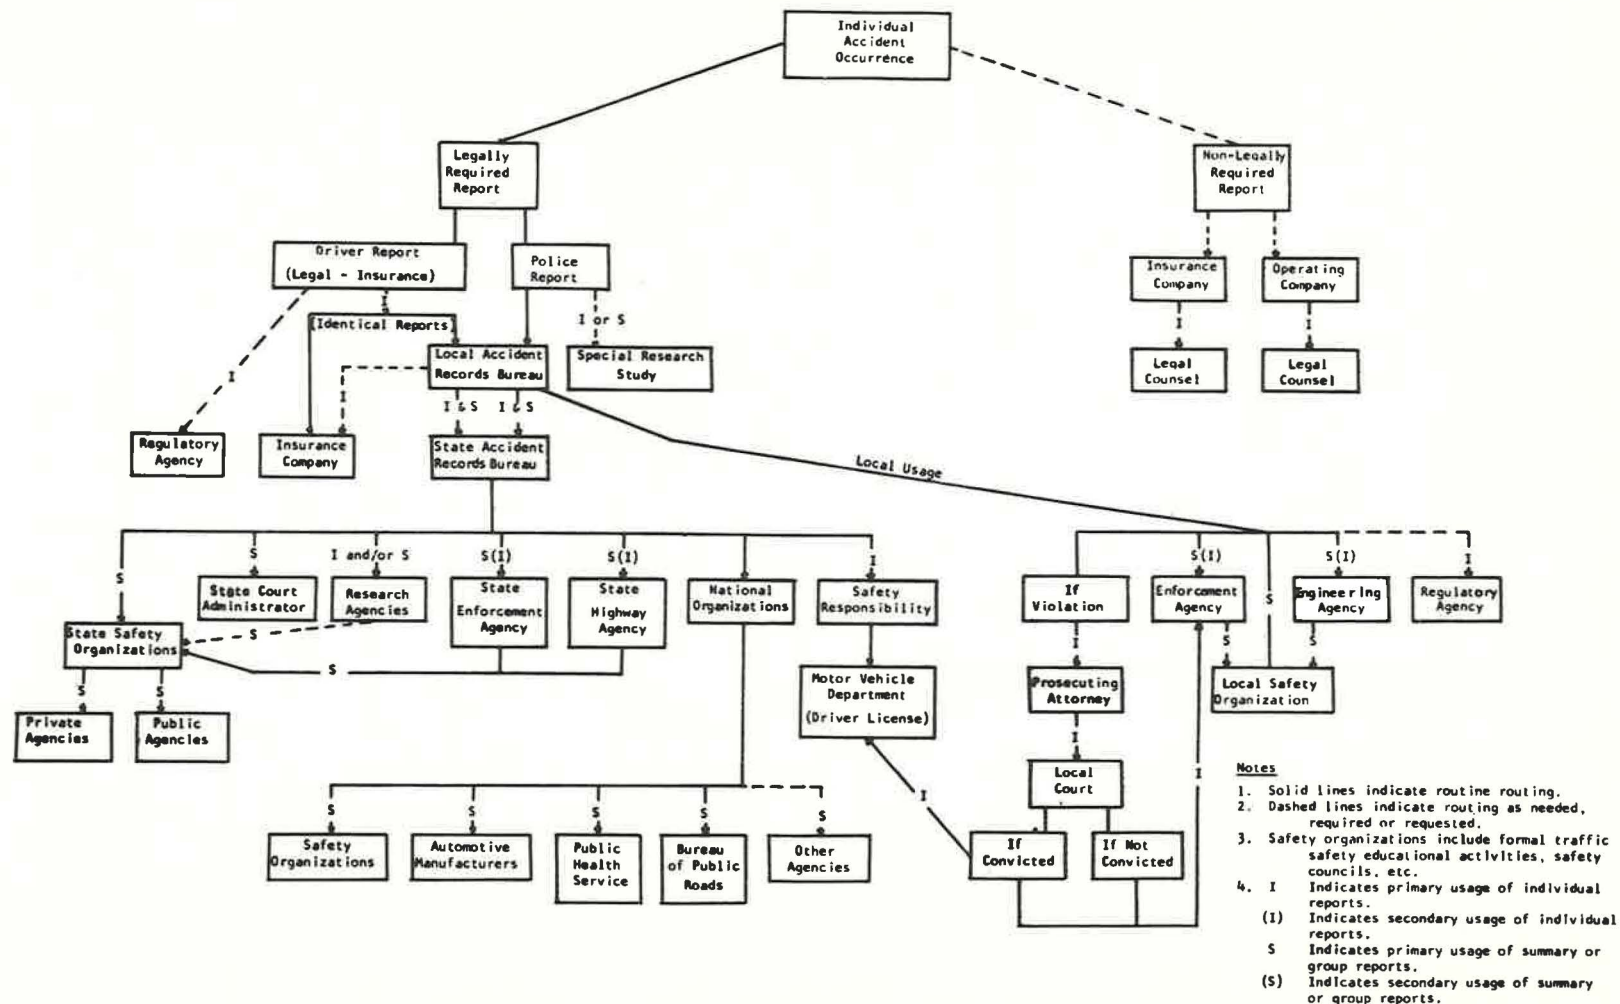 Individual
Accident
Occurrence
Legally
Required
Report
Non-Legally
Required
Report
Driver Report
(Legal - Insurance)
Police
Report
Insurance
Company
Operating
Company
I
I or S
I
I
[Identical Reports]
Local Accident
Records Bureau
Special Research
Study
Legal
Counsel
Legal
Counsel
I
I
I & S
I & S
Regulatory
Agency
Insurance
Company
State Accident
Records Bureau
Local Usage
S
S
I and/or S
S(I)
S(I)
I
S(I)
S(I)
I
State Court
Administrator
Research
Agencies
State
Enforcement
Agency
State
Highway
Agency
National
Organizations
Safety
Responsibility
If
Violation
Enforcement
Agency
S
Engineering
Agency
Regulatory
Agency
State Safety
Organizations
S
S
I
S
S
S
S
Motor Vehicle
Department
(Driver License)
Prosecuting
Attorney
Local Safety
Organization
Private
Agencies
Public
Agencies
I
Local
Court
I
I
S
S
S
S
S
Safety
Organizations
Automotive
Manufacturers
Public
Health
Service
Bureau
of Public
Roads
Other
Agencies
If
Convicted
If Not
Convicted
Notes
1. Solid lines indicate routine routing.
2. Dashed lines indicate routing as needed,
required or requested.
3. Safety organizations include formal traffic
safety educational activities, safety
councils, etc.
4. I Indicates primary usage of individual
reports.
(I) Indicates secondary usage of individual
reports.
S Indicates primary usage of summary or
group reports.
(S) Indicates secondary usage of summary
or group reports.